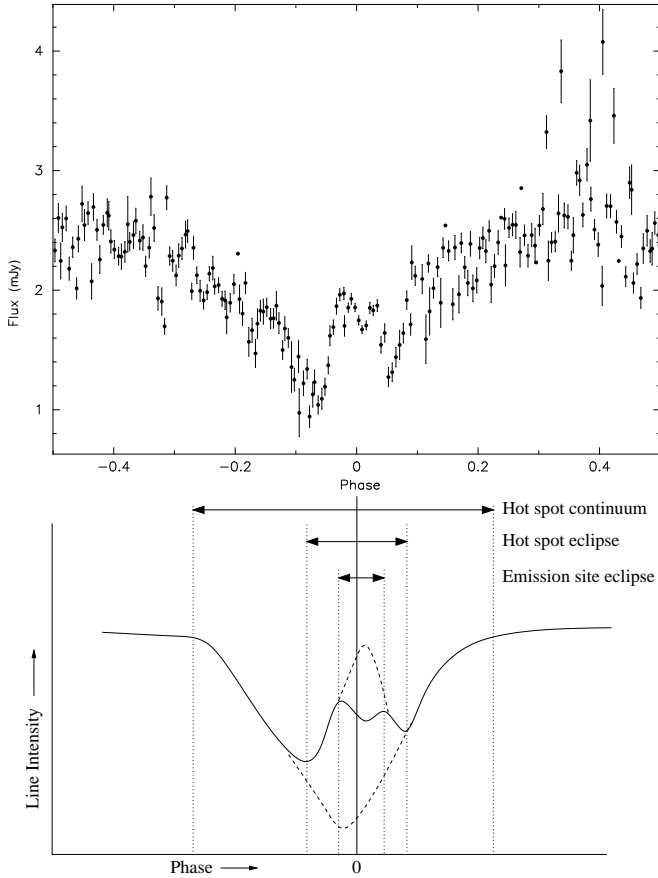 4
3
2
1
Flux (mJy)
−0.4 −0.2 0 0.2 0.4
Phase
Hot spot continuum
Hot spot eclipse
Emission site eclipse
Line Intensity
Phase 0